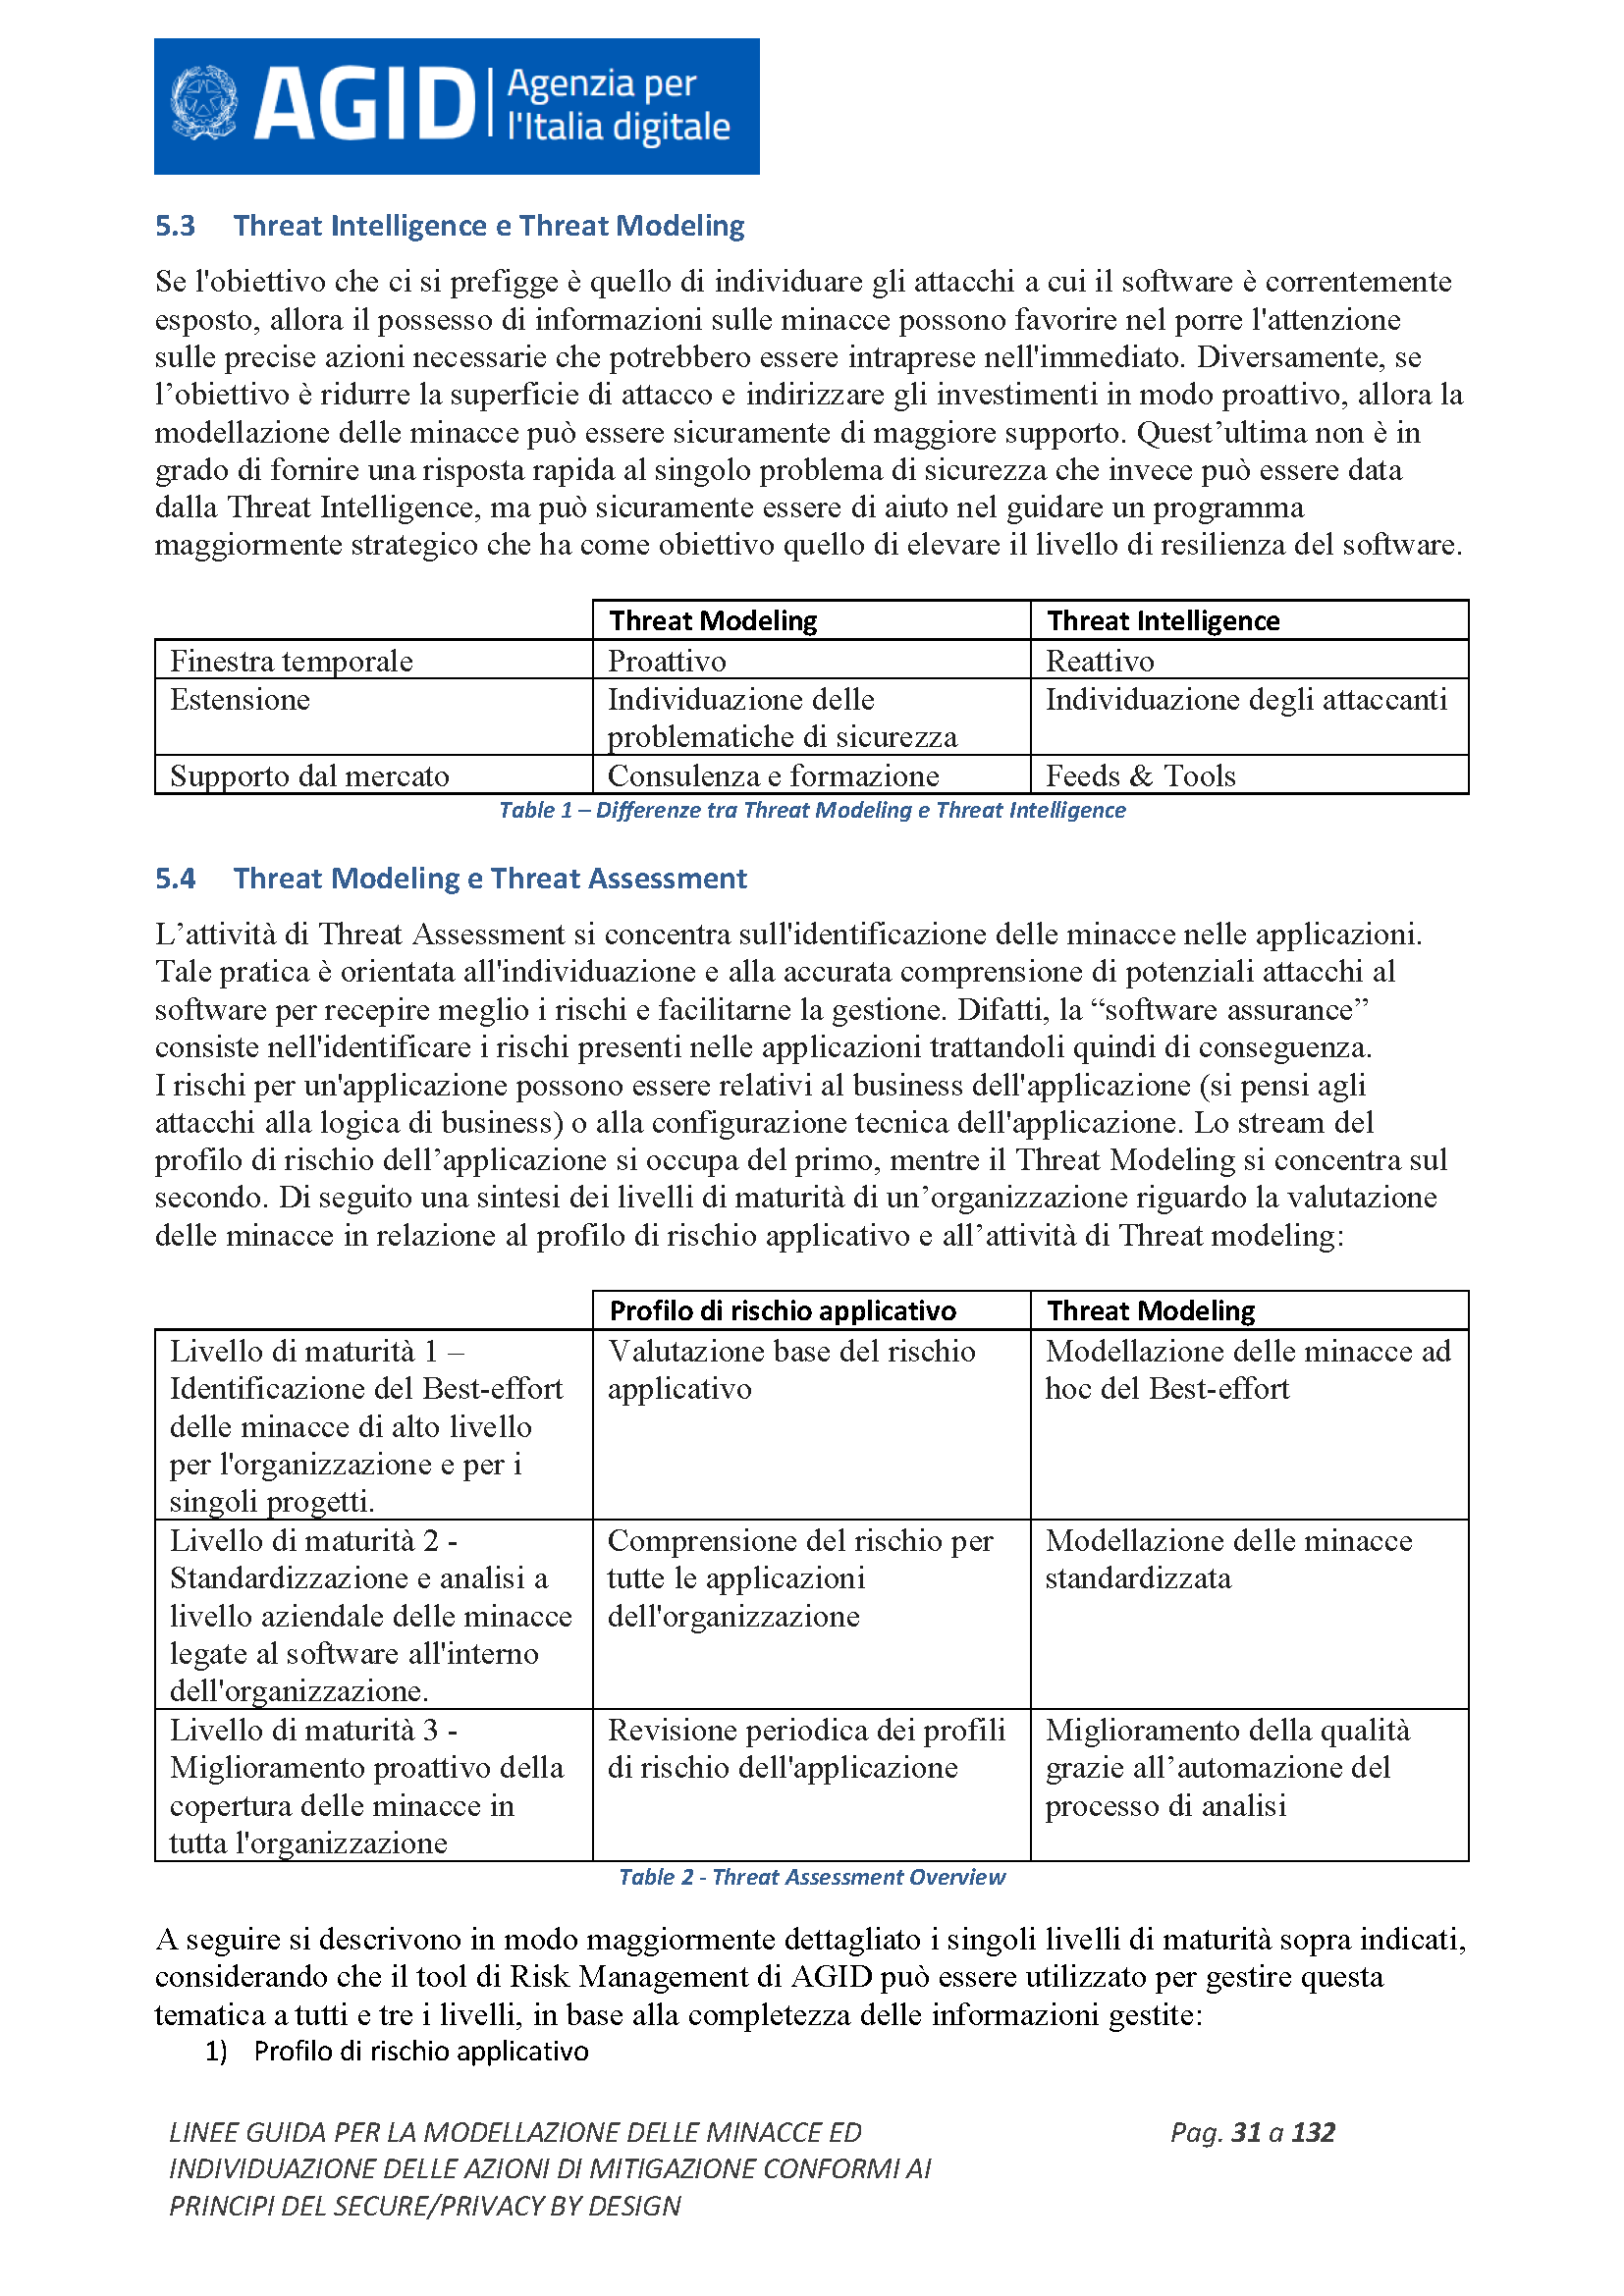 AGID
Agenzia per
l'Italia digitale
5.3 Threat Intelligence e Threat Modeling
Se l'obiettivo che ci si prefigge è quello di individuare gli attacchi a cui il software è correntemente
esposto, allora il possesso di informazioni sulle minacce possono favorire nel porre l'attenzione
sulle precise azioni necessarie che potrebbero essere intraprese nell'immediato. Diversamente, se
l’obiettivo è ridurre la superficie di attacco e indirizzare gli investimenti in modo proattivo, allora la
modellazione delle minacce può essere sicuramente di maggiore supporto. Quest’ultima non è in
grado di fornire una risposta rapida al singolo problema di sicurezza che invece può essere data
dalla Threat Intelligence, ma può sicuramente essere di aiuto nel guidare un programma
maggiormente strategico che ha come obiettivo quello di elevare il livello di resilienza del software.
Threat Modeling Threat Intelligence
Finestra temporale Proattivo Reattivo
Estensione Individuazione delle Individuazione degli attaccanti
problematiche di sicurezza
Supporto dal mercato Consulenza e formazione Feeds & Tools
Table 1 – Differenze tra Threat Modeling e Threat Intelligence
5.4 Threat Modeling e Threat Assessment
L’attività di Threat Assessment si concentra sull'identificazione delle minacce nelle applicazioni.
Tale pratica è orientata all'individuazione e alla accurata comprensione di potenziali attacchi al
software per recepire meglio i rischi e facilitarne la gestione. Difatti, la “software assurance”
consiste nell'identificare i rischi presenti nelle applicazioni trattandoli quindi di conseguenza.
I rischi per un'applicazione possono essere relativi al business dell'applicazione (si pensi agli
attacchi alla logica di business) o alla configurazione tecnica dell'applicazione. Lo stream del
profilo di rischio dell’applicazione si occupa del primo, mentre il Threat Modeling si concentra sul
secondo. Di seguito una sintesi dei livelli di maturità di un’organizzazione riguardo la valutazione
delle minacce in relazione al profilo di rischio applicativo e all’attività di Threat modeling:
Profilo di rischio applicativo Threat Modeling
Livello di maturità 1 – Valutazione base del rischio Modellazione delle minacce ad
Identificazione del Best-effort applicativo hoc del Best-effort
delle minacce di alto livello
per l'organizzazione e per i
singoli progetti.
Livello di maturità 2 - Comprensione del rischio per Modellazione delle minacce
Standardizzazione e analisi a tutte le applicazioni standardizzata
livello aziendale delle minacce dell'organizzazione
legate al software all'interno
dell'organizzazione.
Livello di maturità 3 - Revisione periodica dei profili Miglioramento della qualità
Miglioramento proattivo della di rischio dell'applicazione grazie all’automazione del
copertura delle minacce in processo di analisi
tutta l'organizzazione
Table 2 - Threat Assessment Overview
A seguire si descrivono in modo maggiormente dettagliato i singoli livelli di maturità sopra indicati,
considerando che il tool di Risk Management di AGID può essere utilizzato per gestire questa
tematica a tutti e tre i livelli, in base alla completezza delle informazioni gestite:
1) Profilo di rischio applicativo
LINEE GUIDA PER LA MODELLAZIONE DELLE MINACCE ED Pag. 31 a 132
INDIVIDUAZIONE DELLE AZIONI DI MITIGAZIONE CONFORMI AI
PRINCIPI DEL SECURE/PRIVACY BY DESIGN